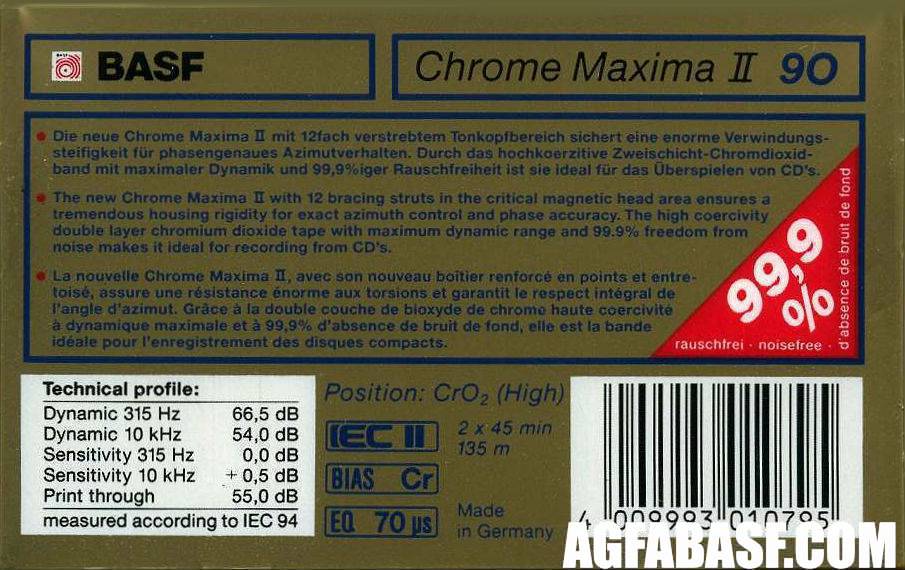 BASF
Chrome Maxima II 90
• Die neue Chrome Maxima II mit 12fach verstrebtem Tonkopfbereich sichert eine enorme Verwindungs-
steifigkeit für phasengenaues Azimutverhalten. Durch das hochkoerzitive Zweischicht-Chromdioxid-
band mit maximaler Dynamik und 99,9%iger Rauschfreiheit ist sie ideal für das Überspielen von CD's.
• The new Chrome Maxima II with 12 bracing struts in the critical magnetic head area ensures a
tremendous housing rigidity for exact azimuth control and phase accuracy. The high coercivity
double layer chromium dioxide tape with maximum dynamic range and 99.9% freedom from
noise makes it ideal for recording from CD's.
• La nouvelle Chrome Maxima II, avec son nouveau boîtier renforcé en points et entre-
toisé, assure une résistance énorme aux torsions et garantit le respect intégral de
l'angle d'azimut. Grâce à la double couche de bioxyde de chrome haute coercivité
à dynamique maximale et à 99,9% d'absence de bruit de fond, elle est la bande
idéale pour l'enregistrement des disques compacts.
99,9
%
rauschfrei · noisefree ·
d'absence de bruit de fond
Technical profile:
Dynamic 315 Hz 66,5 dB
Dynamic 10 kHz 54,0 dB
Sensitivity 315 Hz 0,0 dB
Sensitivity 10 kHz + 0,5 dB
Print through 55,0 dB
measured according to IEC 94
Position: CrO₂ (High)
IEC II
2 x 45 min
135 m
BIAS Cr
EQ 70 µs
Made
in Germany
4 009993 010795
AGFABASF.COM